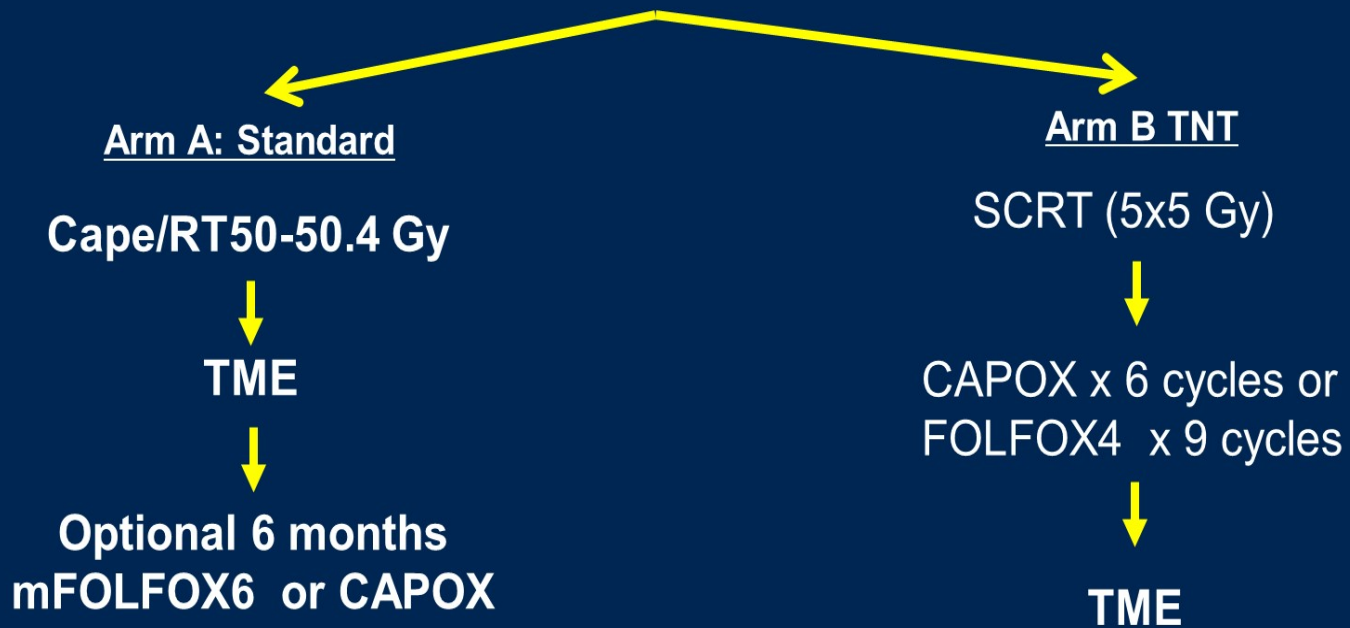 Arm A: Standard
Cape/RT50-50.4 Gy
TME
Optional 6 months
mFOLFOX6 or CAPOX
Arm B TNT
SCRT (5x5 Gy)
CAPOX x 6 cycles or
FOLFOX4 x 9 cycles
TME